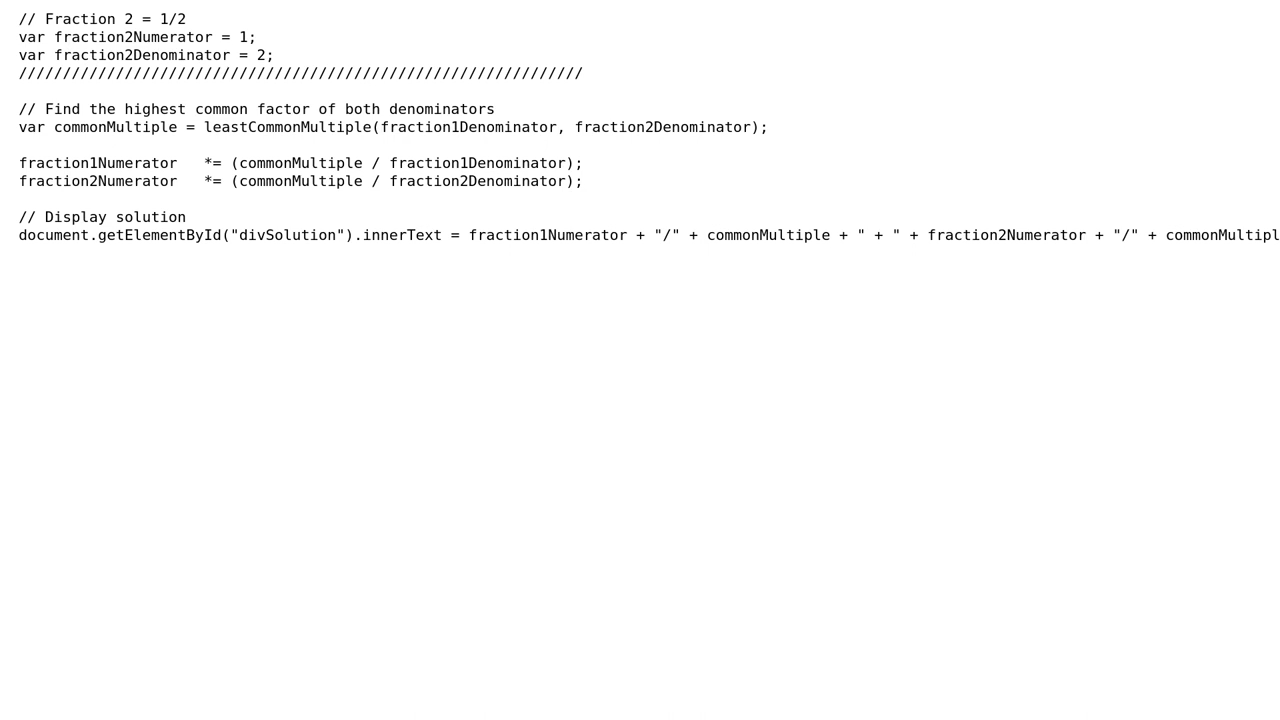 // Fraction 2 = 1/2
var fraction2Numerator = 1;
var fraction2Denominator = 2;
////////////////////////////////////////////////////////////////
// Find the highest common factor of both denominators
var commonMultiple = leastCommonMultiple(fraction1Denominator, fraction2Denominator);
fraction1Numerator   *= (commonMultiple / fraction1Denominator);
fraction2Numerator   *= (commonMultiple / fraction2Denominator);
// Display solution
document.getElementById("divSolution").innerText = fraction1Numerator + "/" + commonMultiple + " + " + fraction2Numerator + "/" + commonMultipl